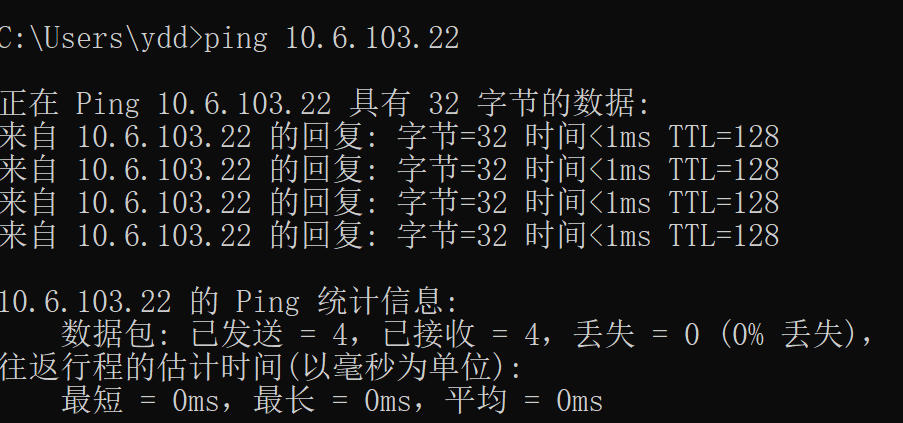 C:\Users\ydd>ping 10.6.103.22
正在 Ping 10.6.103.22 具有 32 字节的数据:
来自 10.6.103.22 的回复: 字节=32 时间<1ms TTL=128
来自 10.6.103.22 的回复: 字节=32 时间<1ms TTL=128
来自 10.6.103.22 的回复: 字节=32 时间<1ms TTL=128
来自 10.6.103.22 的回复: 字节=32 时间<1ms TTL=128
10.6.103.22 的 Ping 统计信息:
数据包: 已发送 = 4，已接收 = 4，丢失 = 0 (0% 丢失)，
往返行程的估计时间(以毫秒为单位):
最短 = 0ms，最长 = 0ms，平均 = 0ms